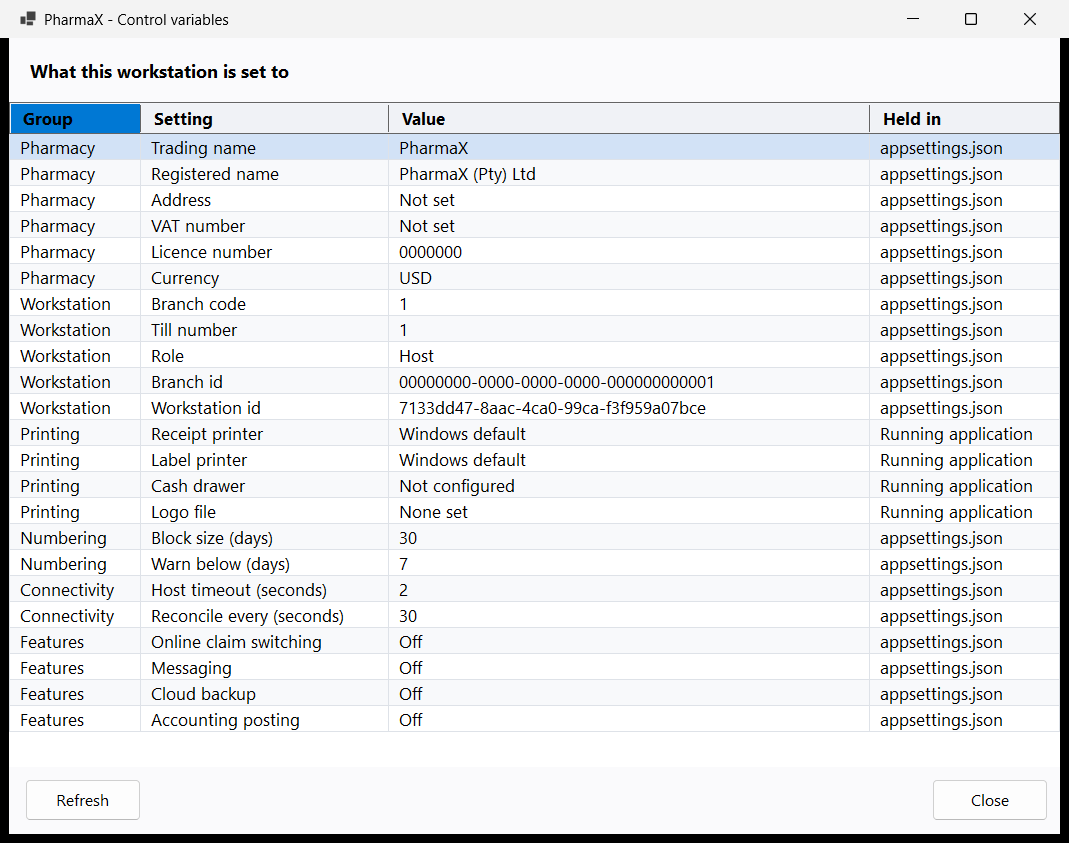 PharmaX - Control variables
What this workstation is set to
Group Setting Value Held in
Pharmacy Trading name PharmaX appsettings.json
Pharmacy Registered name PharmaX (Pty) Ltd appsettings.json
Pharmacy Address Not set appsettings.json
Pharmacy VAT number Not set appsettings.json
Pharmacy Licence number 0000000 appsettings.json
Pharmacy Currency USD appsettings.json
Workstation Branch code 1 appsettings.json
Workstation Till number 1 appsettings.json
Workstation Role Host appsettings.json
Workstation Branch id 00000000-0000-0000-0000-000000000001 appsettings.json
Workstation Workstation id 7133dd47-8aac-4ca0-99ca-f3f959a07bce appsettings.json
Printing Receipt printer Windows default Running application
Printing Label printer Windows default Running application
Printing Cash drawer Not configured Running application
Printing Logo file None set Running application
Numbering Block size (days) 30 appsettings.json
Numbering Warn below (days) 7 appsettings.json
Connectivity Host timeout (seconds) 2 appsettings.json
Connectivity Reconcile every (seconds) 30 appsettings.json
Features Online claim switching Off appsettings.json
Features Messaging Off appsettings.json
Features Cloud backup Off appsettings.json
Features Accounting posting Off appsettings.json
Refresh Close